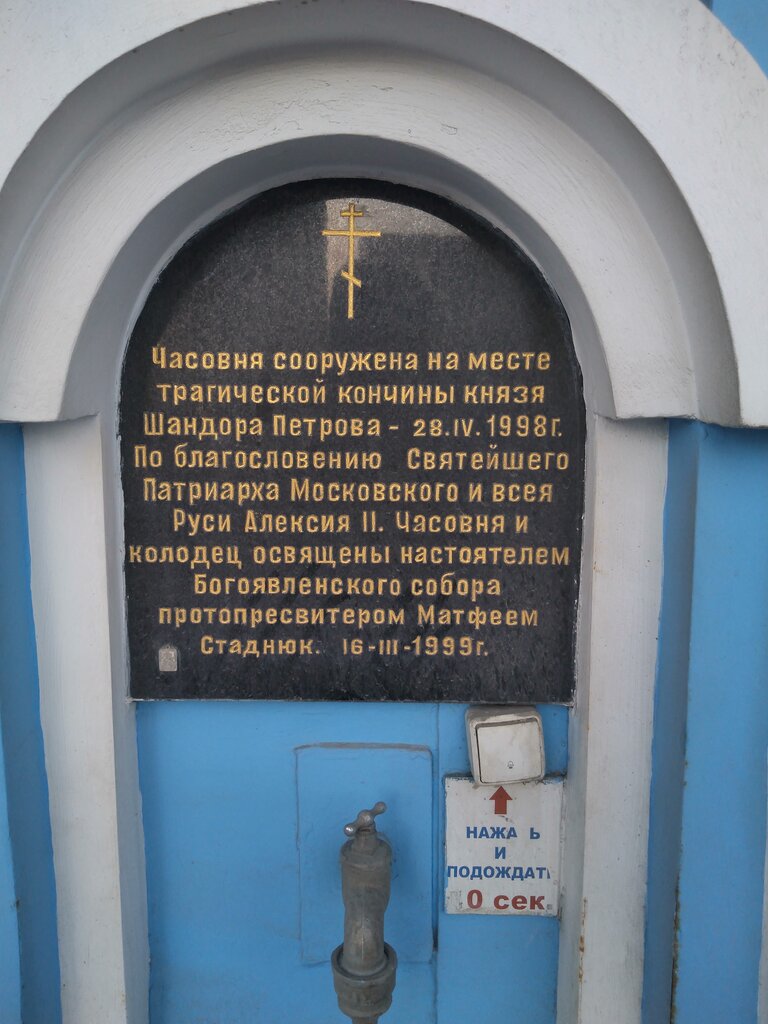 Часовня сооружена на месте
трагической кончины князя
Шандора Петрова - 28.IV.1998г.
По благословению Святейшего
Патриарха Московского и всея
Руси Алексия II. Часовня и
колодец освящены настоятелем
Богоявленского собора
протопресвитером Матфеем
Стаднюк. 16-III-1999г.
НАЖА Ь
И
ПОДОЖДАТЬ
0 сек.